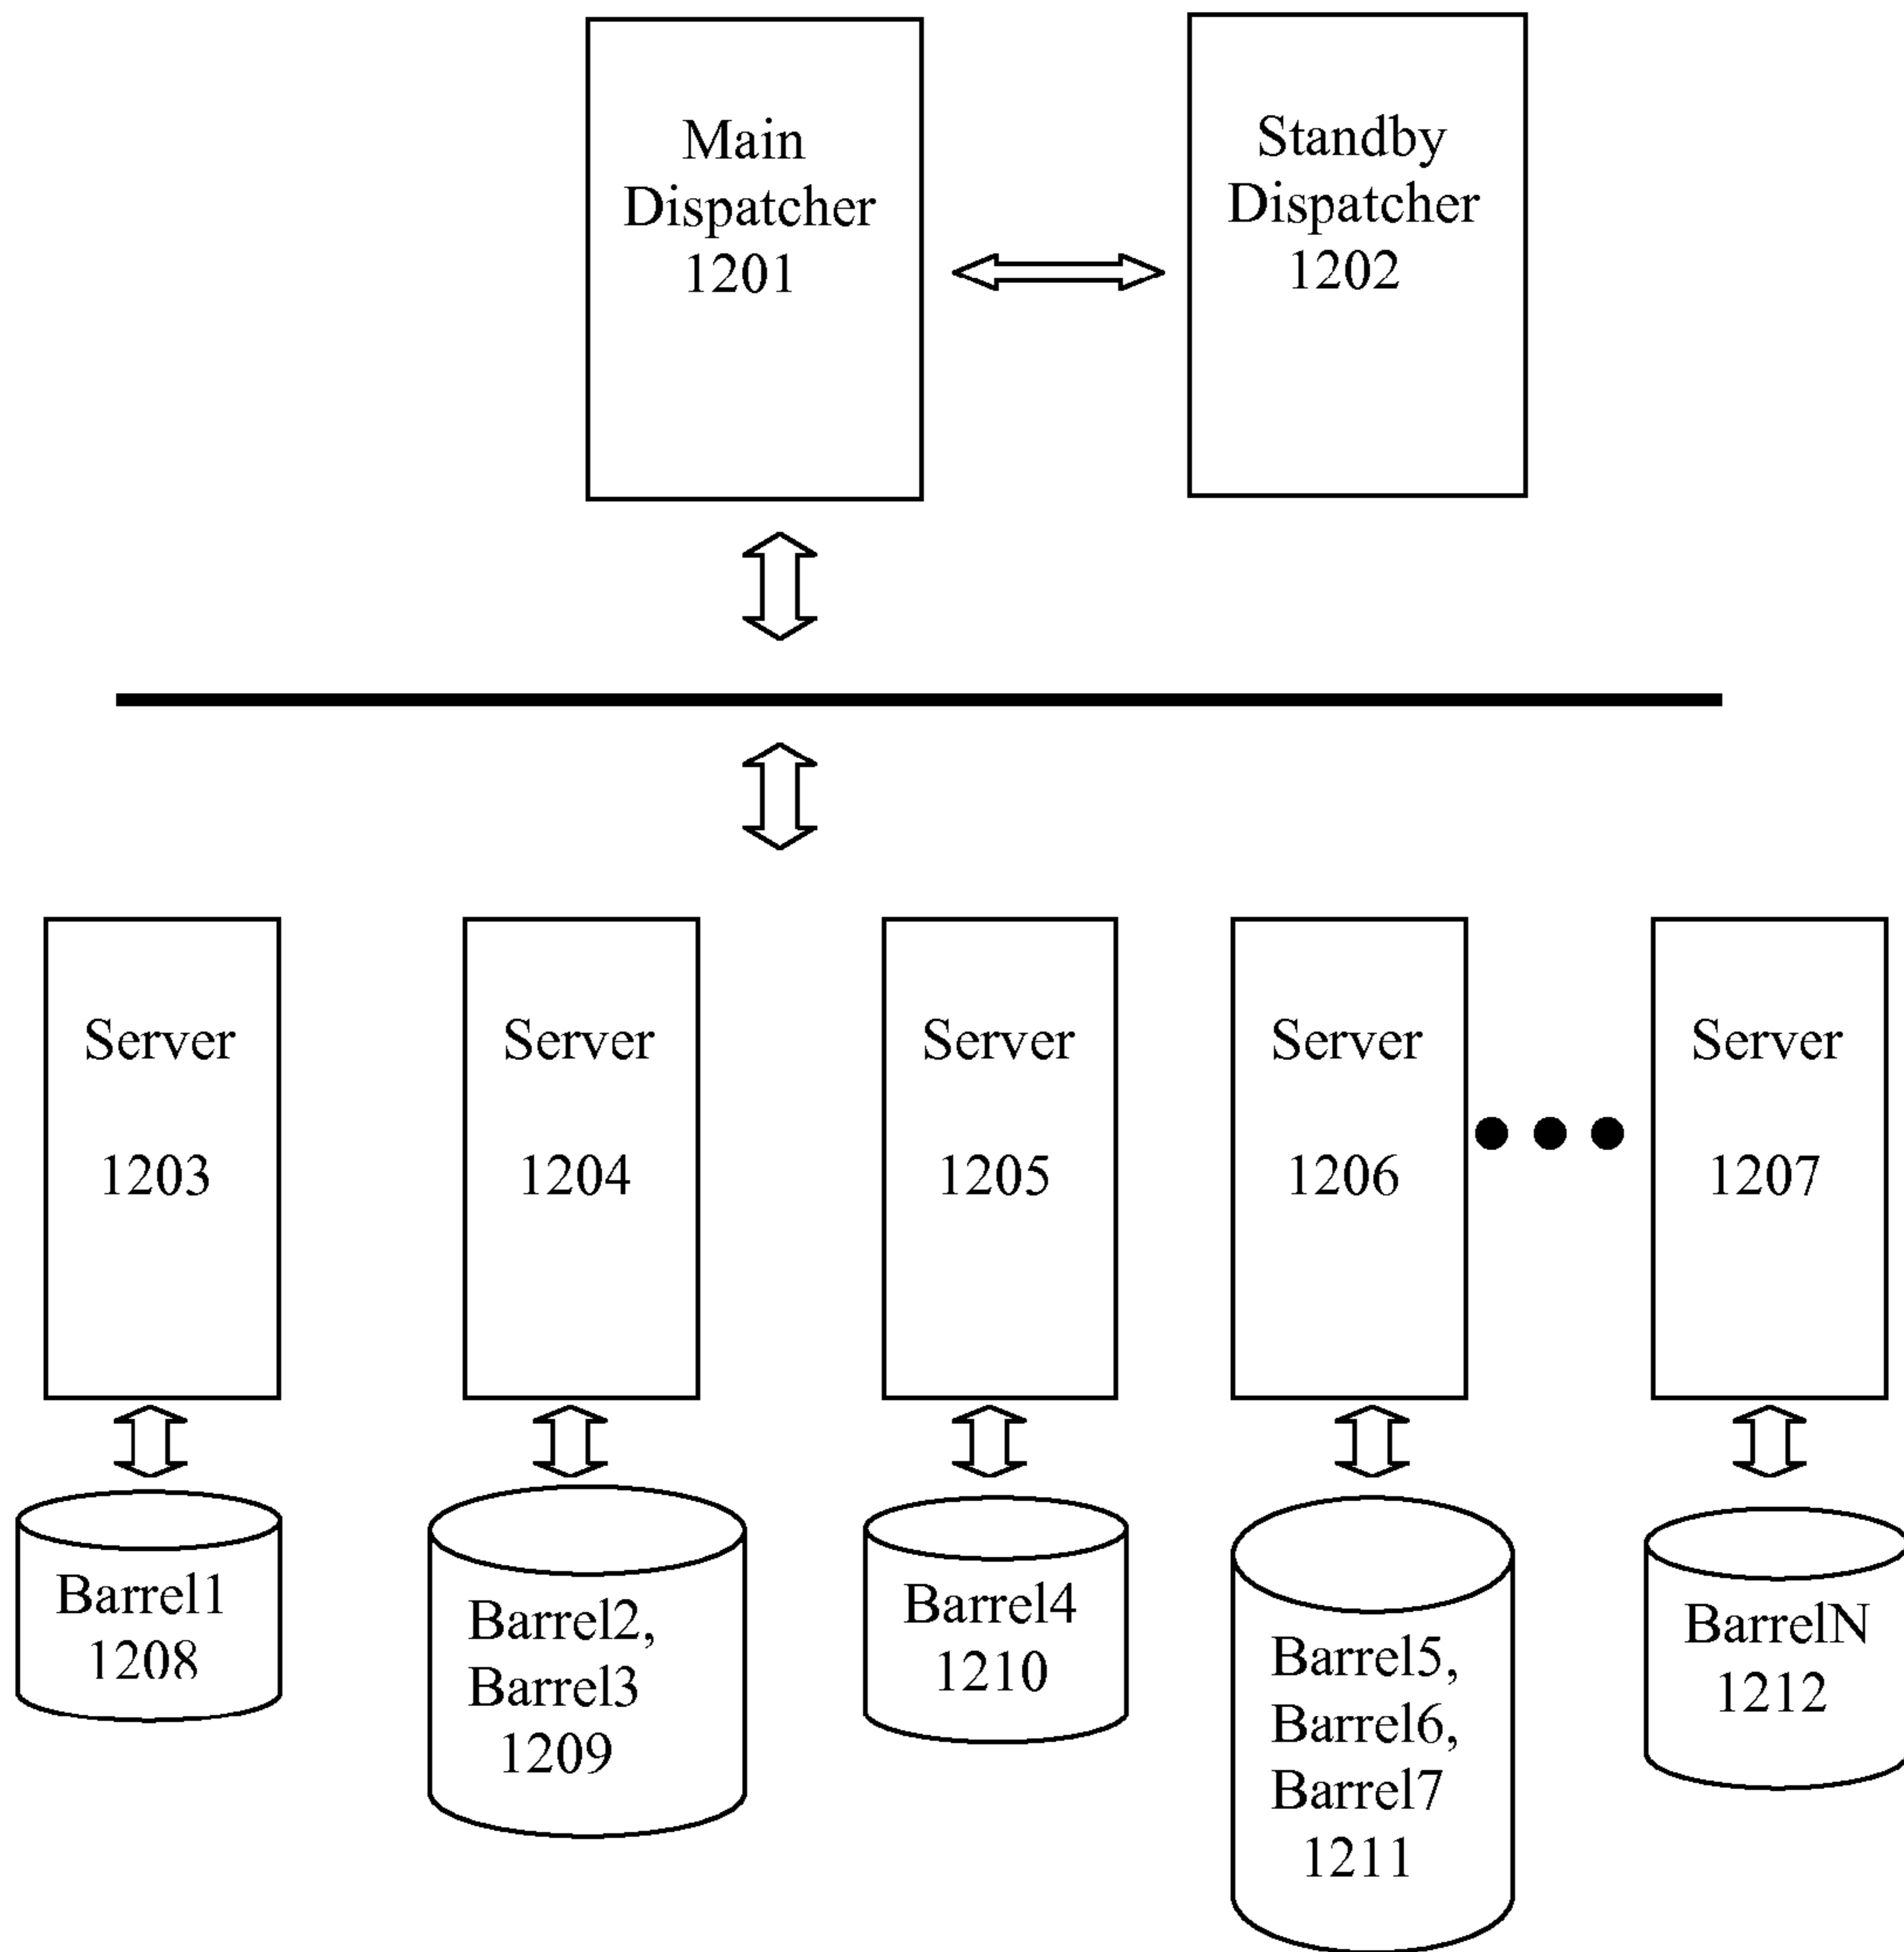 Main
Dispatcher
1201
Standby
Dispatcher
1202
Server
1203
Server
1204
Server
1205
Server
1206
Server
1207
Barrel1
1208
Barrel2,
Barrel3
1209
Barrel4
1210
Barrel5,
Barrel6,
Barrel7
1211
BarrelN
1212